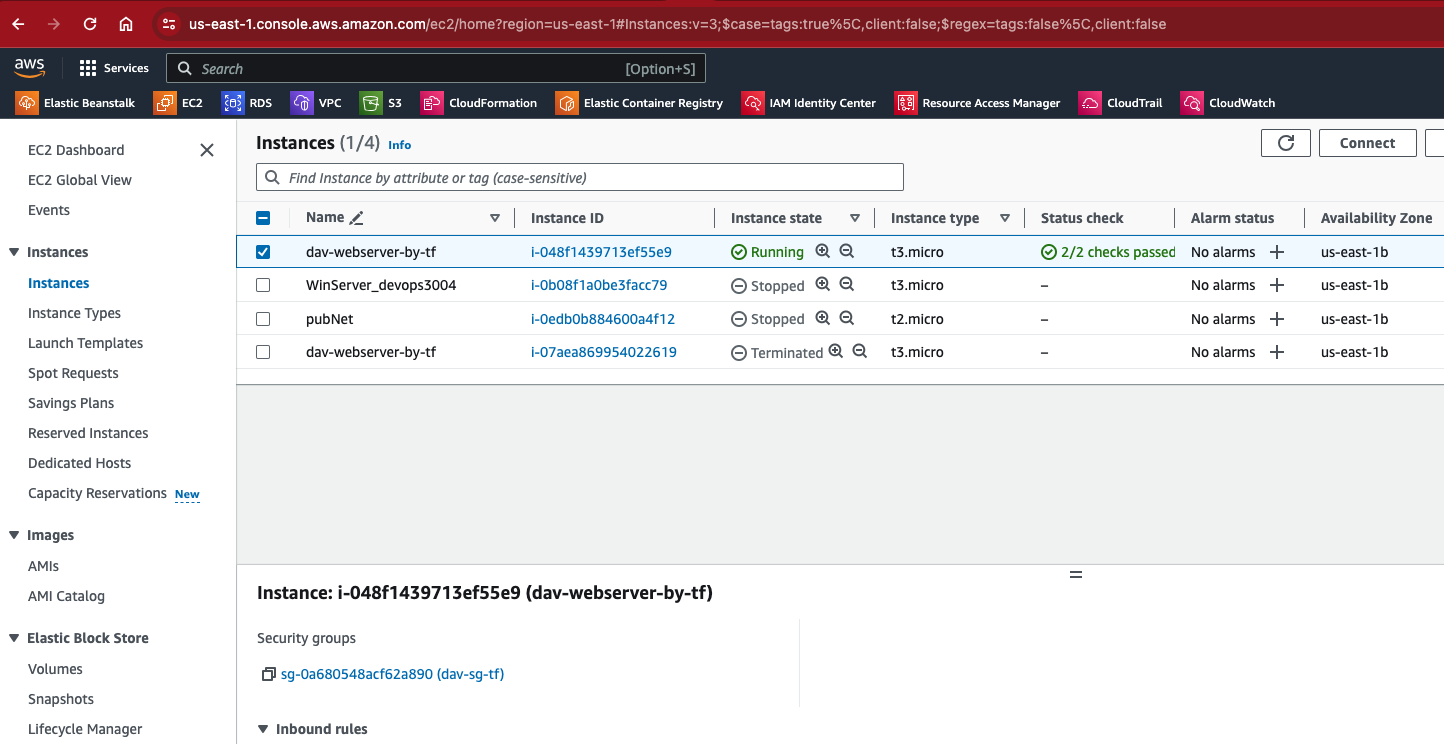 us-east-1.console.aws.amazon.com/ec2/home?region=us-east-1#Instances:v=3;$case=tags:true%5C,client:false;$regex=tags:false%5C,client:false
aws Services Search [Option+S]
Elastic Beanstalk EC2 RDS VPC S3 CloudFormation Elastic Container Registry IAM Identity Center Resource Access Manager CloudTrail CloudWatch
EC2 Dashboard
EC2 Global View
Events
Instances
Instances
Instance Types
Launch Templates
Spot Requests
Savings Plans
Reserved Instances
Dedicated Hosts
Capacity Reservations New
Images
AMIs
AMI Catalog
Elastic Block Store
Volumes
Snapshots
Lifecycle Manager
Instances (1/4) Info
Connect
Find Instance by attribute or tag (case-sensitive)
Name Instance ID Instance state Instance type Status check Alarm status Availability Zone
dav-webserver-by-tf i-048f1439713ef55e9 Running t3.micro 2/2 checks passed No alarms us-east-1b
WinServer_devops3004 i-0b08f1a0be3facc79 Stopped t3.micro – No alarms us-east-1b
pubNet i-0edb0b884600a4f12 Stopped t2.micro – No alarms us-east-1b
dav-webserver-by-tf i-07aea869954022619 Terminated t3.micro – No alarms us-east-1b
Instance: i-048f1439713ef55e9 (dav-webserver-by-tf)
Security groups
sg-0a680548acf62a890 (dav-sg-tf)
Inbound rules